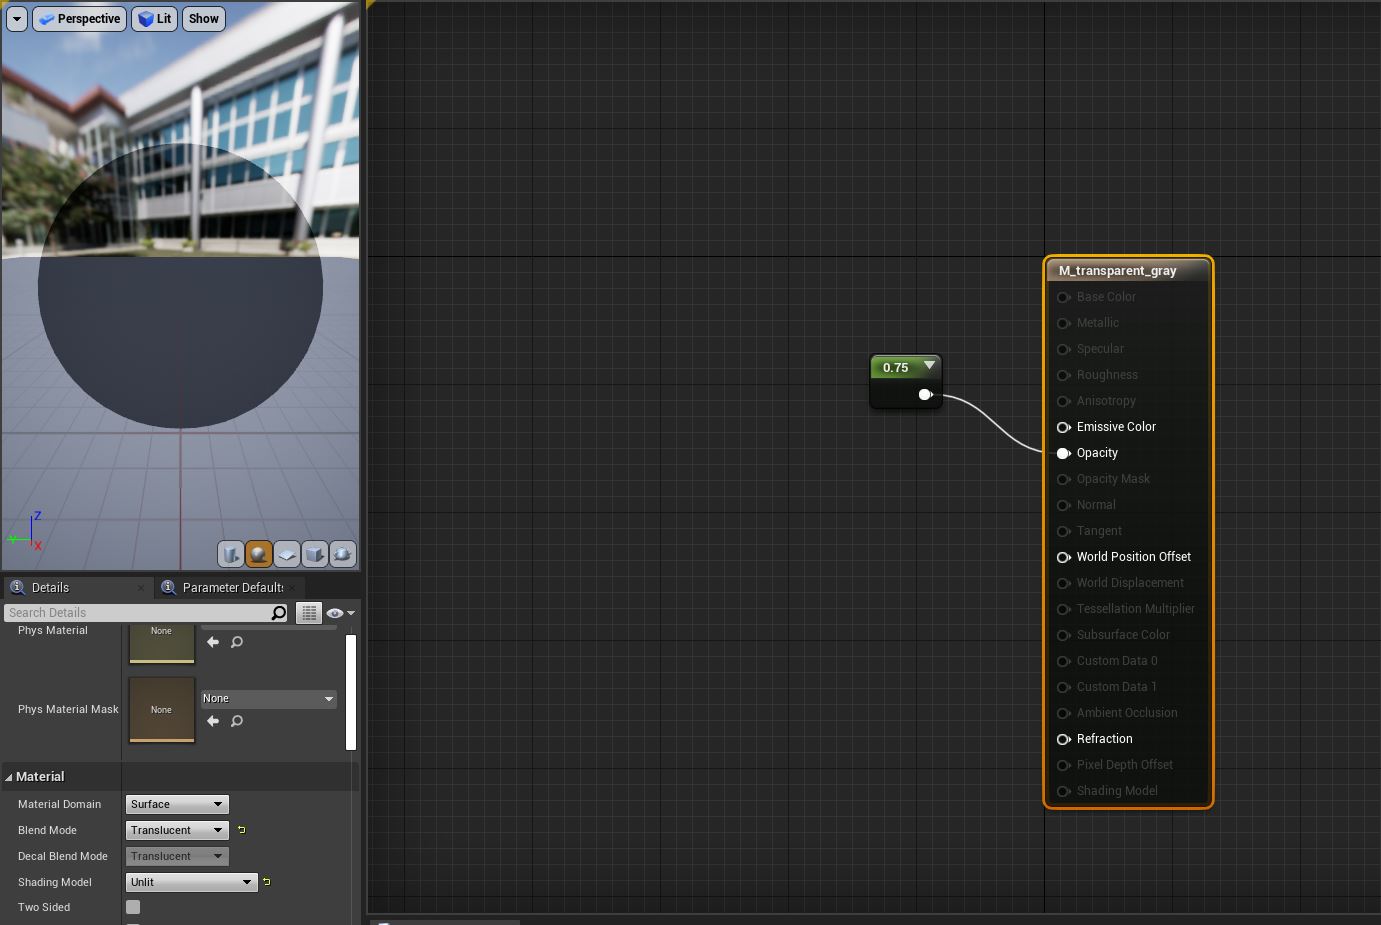 Perspective
Lit
Show
Z
Y
X
Details
Parameter Defaults
Search Details
Phys Material
None
Phys Material Mask
None
None
Material
Material Domain
Surface
Blend Mode
Translucent
Decal Blend Mode
Translucent
Shading Model
Unlit
Two Sided
0.75
M_transparent_gray
Base Color
Metallic
Specular
Roughness
Anisotropy
Emissive Color
Opacity
Opacity Mask
Normal
Tangent
World Position Offset
World Displacement
Tessellation Multiplier
Subsurface Color
Custom Data 0
Custom Data 1
Ambient Occlusion
Refraction
Pixel Depth Offset
Shading Model